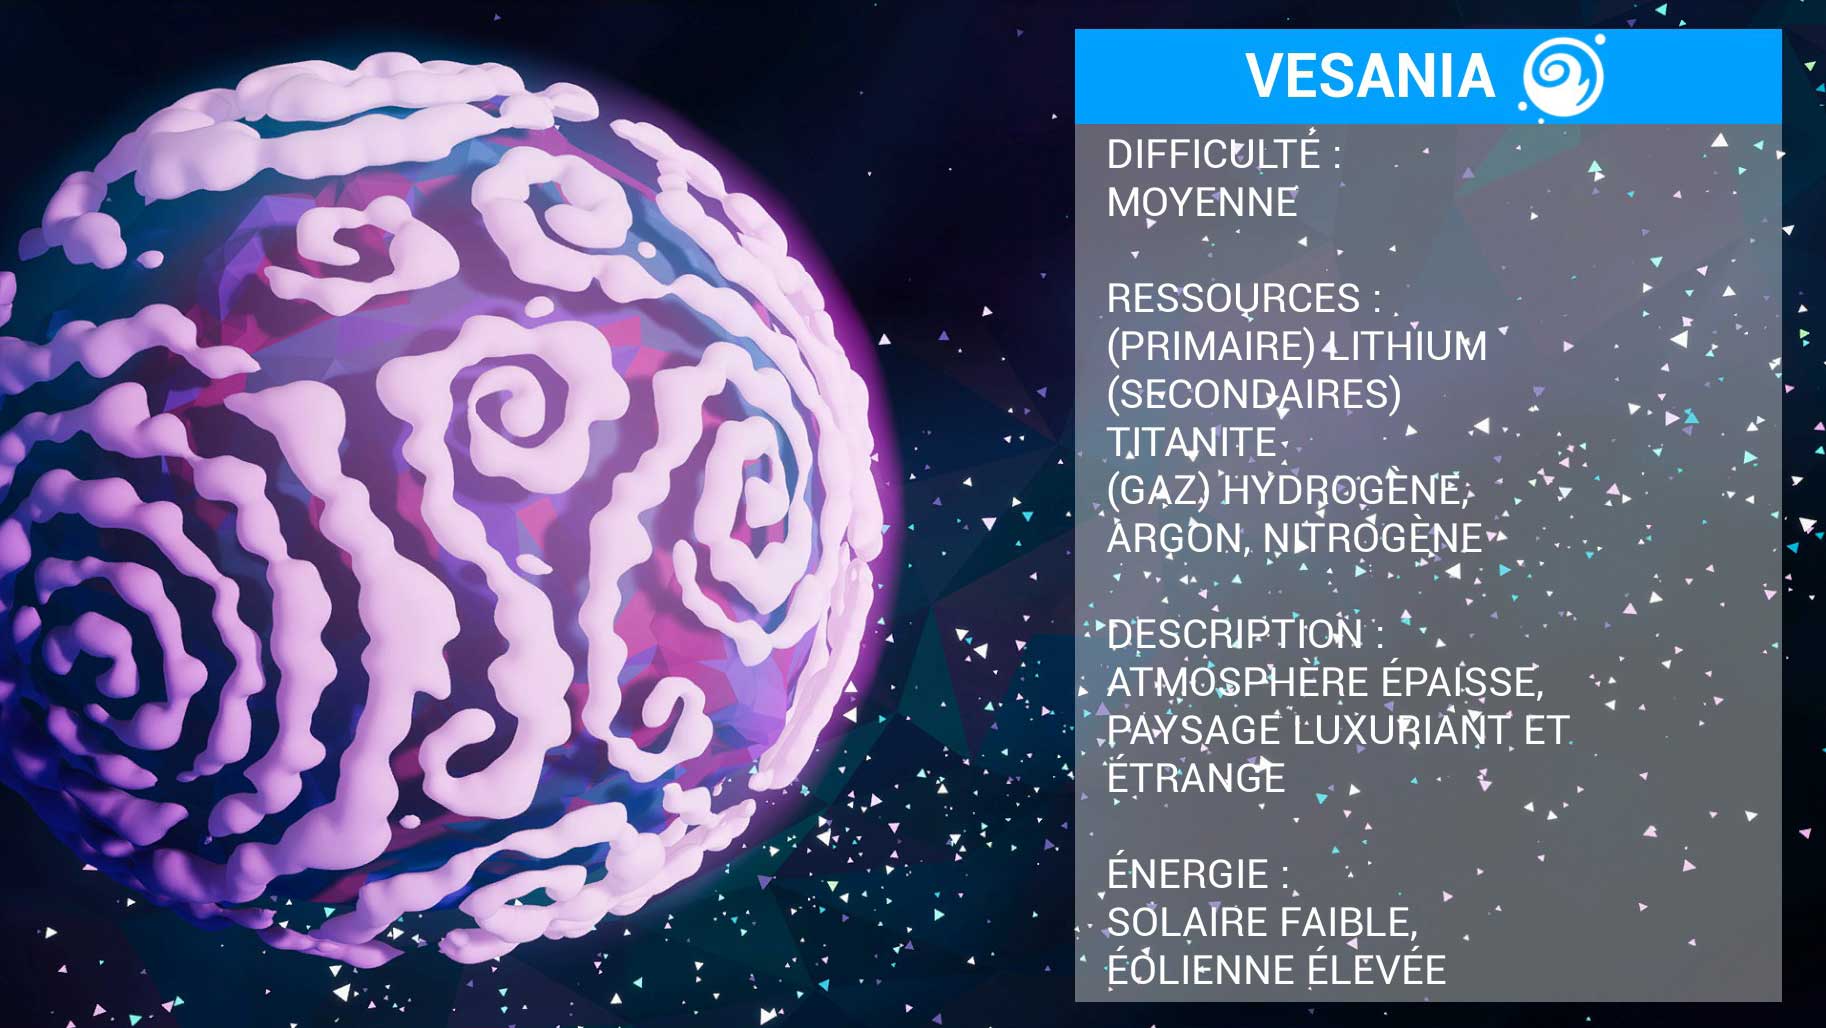 VESANIA
DIFFICULTÉ :
MOYENNE
RESSOURCES :
(PRIMAIRE) LITHIUM
(SECONDAIRES)
TITANITE
(GAZ) HYDROGÈNE,
ARGON, NITROGÈNE
DESCRIPTION :
ATMOSPHÈRE ÉPAISSE,
PAYSAGE LUXURIANT ET
ÉTRANGE
ÉNERGIE :
SOLAIRE FAIBLE,
ÉOLIENNE ÉLEVÉE